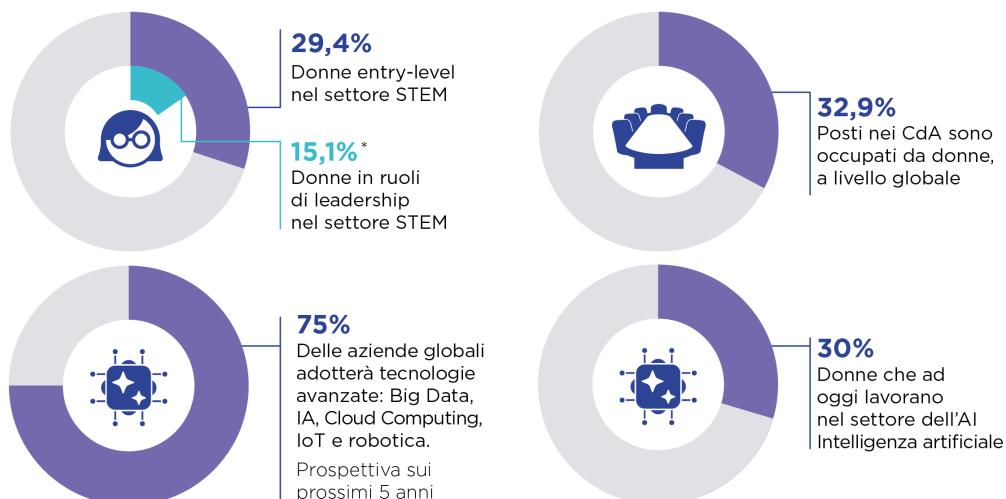 29,4%
Donne entry-level
nel settore STEM
15,1%*
Donne in ruoli
di leadership
nel settore STEM
32,9%
Posti nei CdA sono
occupati da donne,
a livello globale
75%
Delle aziende globali
adotterà tecnologie
avanzate: Big Data,
IA, Cloud Computing,
IoT e robotica.
Prospettiva sui
prossimi 5 anni
30%
Donne che ad
oggi lavorano
nel settore dell'AI
Intelligenza artificiale